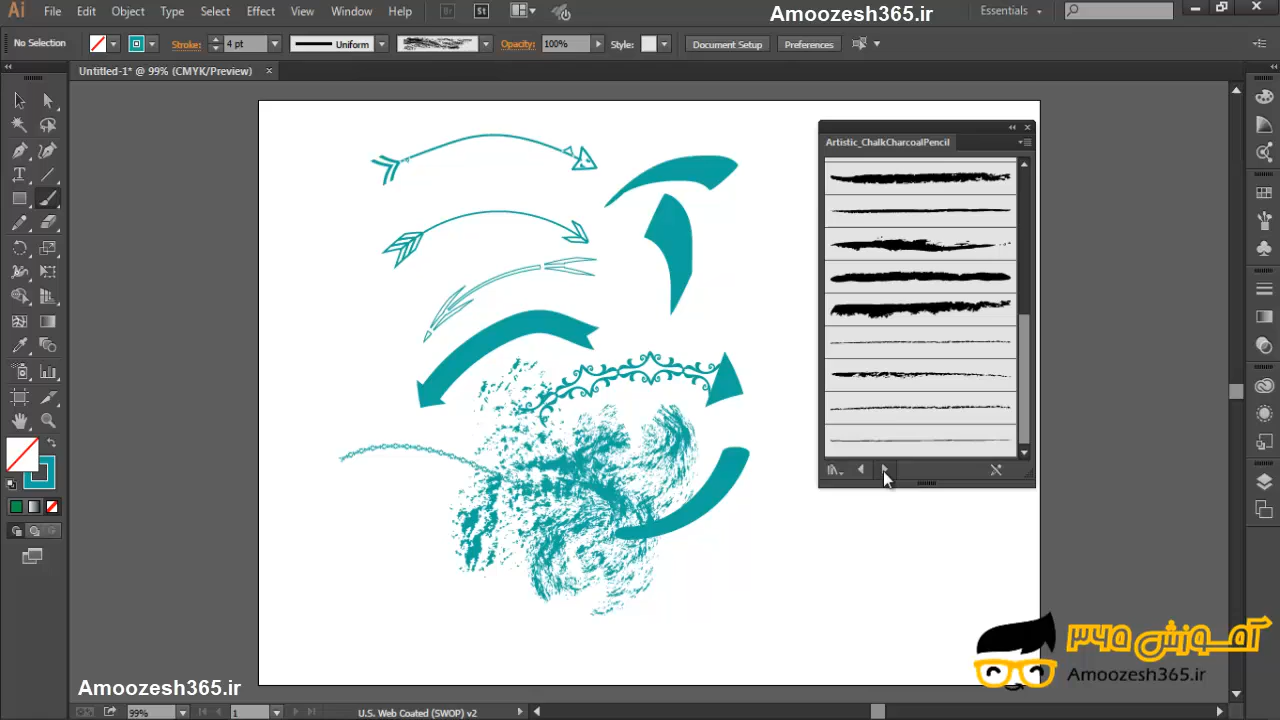 Ai File Edit Object Type Select Effect View Window Help Br St Amoozesh365.ir Essentials
No Selection Stroke: 4 pt Uniform Opacity: 100% Style: Document Setup Preferences
Untitled-1* @ 99% (CMYK/Preview) ×
Artistic_ChalkCharcoalPencil
T
آموزش ۳۶۵
Amoozesh365.ir
Amoozesh365.ir
99% 1 U.S. Web Coated (SWOP) v2